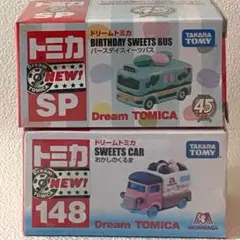 トミカ
NEW!
SP
ドリームトミカ
BIRTHDAY SWEETS BUS
バースデイスイーツバス
TAKARA TOMY
45
Dream TOMICA
トミカ
NEW!
148
ドリームトミカ
SWEETS CAR
おかしのくるま
TAKARA TOMY
Dream TOMICA
MORINAGA